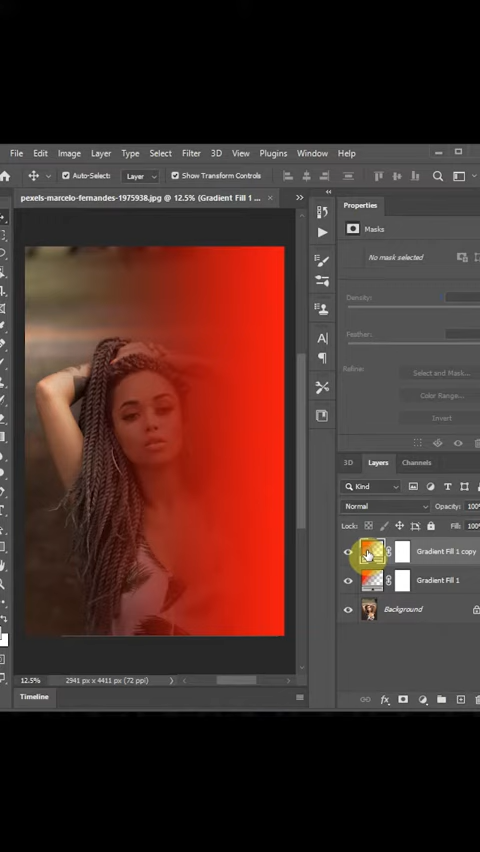 File Edit Image Layer Type Select Filter 3D View Plugins Window Help
Auto-Select: Layer Show Transform Controls
pexels-marcelo-fernandes-1975938.jpg @ 12.5% (Gradient Fill 1 ...
Properties
Masks
No mask selected
Density:
Feather:
Refine:
Select and Mask...
Color Range...
Invert
3D Layers Channels
Kind
Normal Opacity: 100%
Lock: Fill: 100%
Gradient Fill 1 copy
Gradient Fill 1
Background
12.5% 2941 px x 4411 px (72 ppi)
Timeline